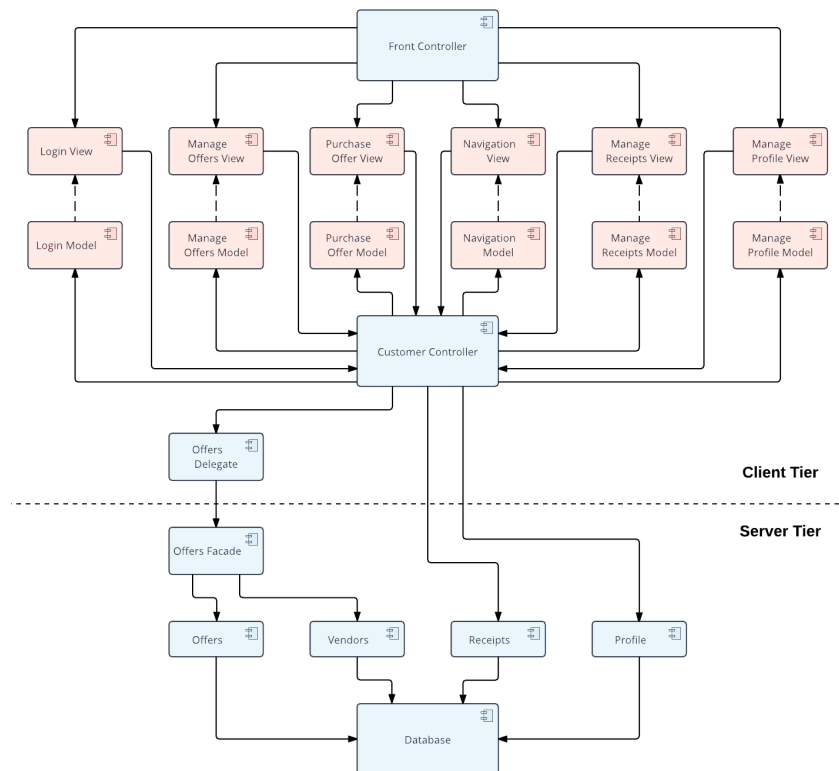 Front Controller
Login View
Manage
Offers View
Purchase
Offer View
Navigation
View
Manage
Receipts View
Manage
Profile View
Login Model
Manage
Offers Model
Purchase
Offer Model
Navigation
Model
Manage
Receipts Model
Manage
Profile Model
Customer Controller
Offers
Delegate
Client Tier
Server Tier
Offers Facade
Offers
Vendors
Receipts
Profile
Database